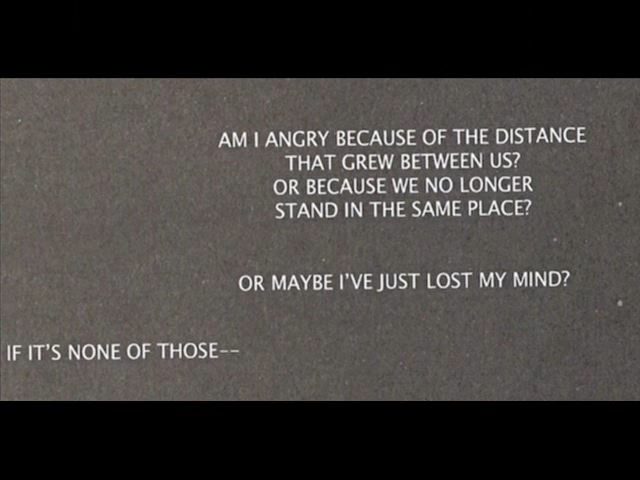 AM I ANGRY BECAUSE OF THE DISTANCE
THAT GREW BETWEEN US?
OR BECAUSE WE NO LONGER
STAND IN THE SAME PLACE?
OR MAYBE I'VE JUST LOST MY MIND?
IF IT'S NONE OF THOSE--